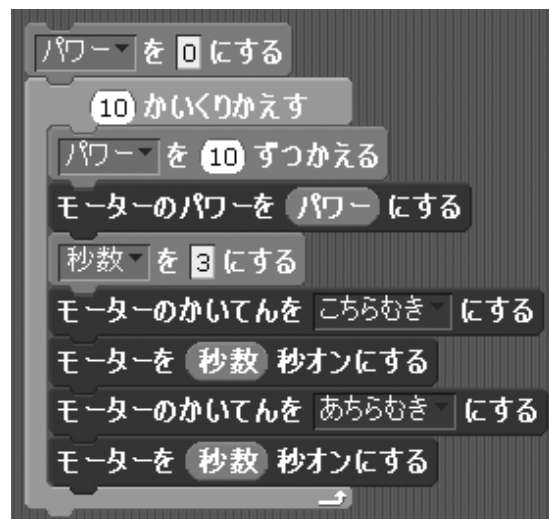 パワー を 0 にする
10 かいくりかえす
パワー を 10 ずつかえる
モーターのパワーを パワー にする
秒数 を 3 にする
モーターのかいてんを こちらむき にする
モーターを 秒数 秒オンにする
モーターのかいてんを あちらむき にする
モーターを 秒数 秒オンにする